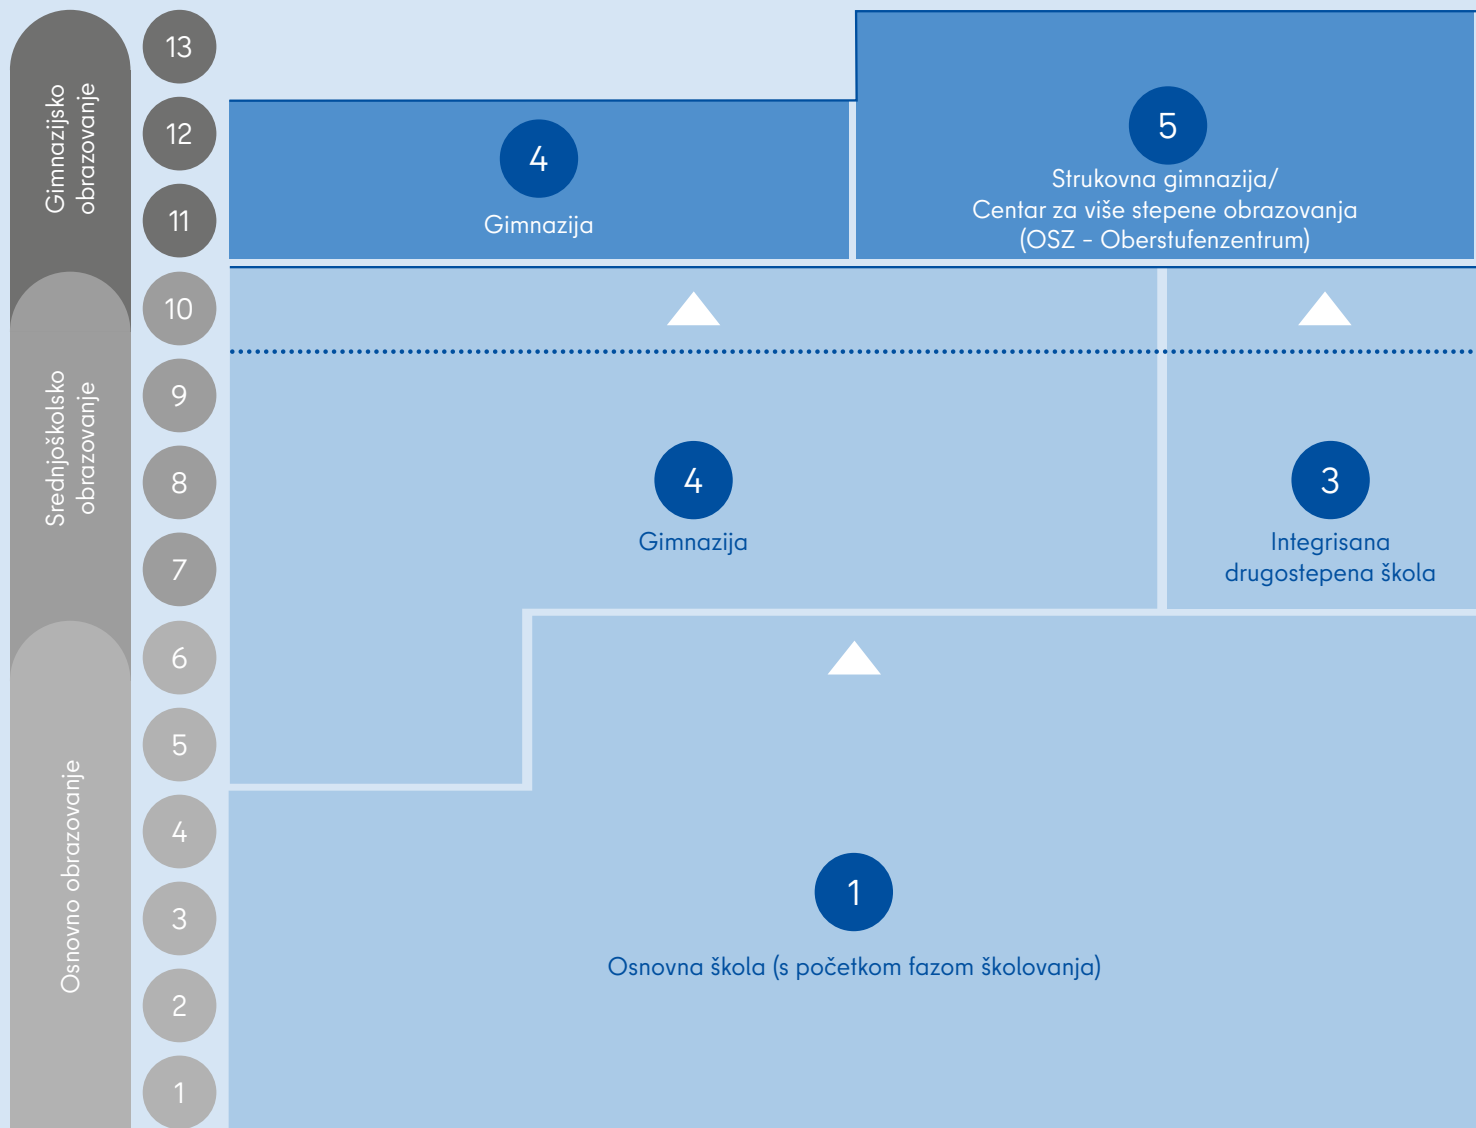 Gimnazijsko
obrazovanje
Srednjoškolsko
obrazovanje
Osnovno obrazovanje
13
12
11
10
9
8
7
6
5
4
3
2
1
4
Gimnazija
5
Strukovna gimnazija/
Centar za više stepene obrazovanja
(OSZ – Oberstufenzentrum)
4
Gimnazija
3
Integrisana
drugostepena škola
1
Osnovna škola (s početkom fazom školovanja)